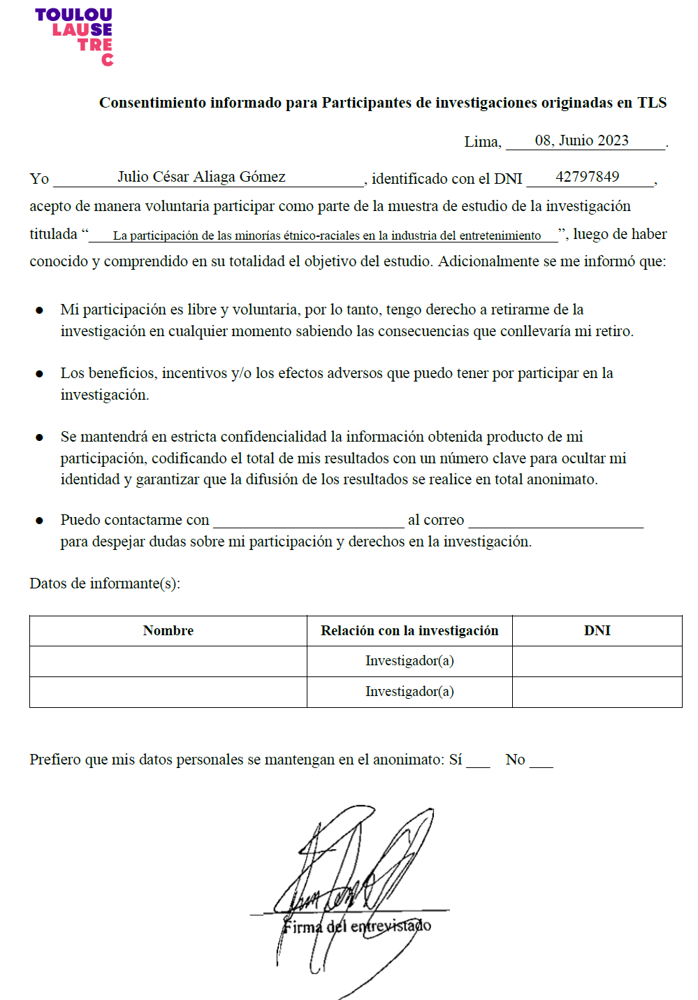 TOULOU
LAUSE
TRE
C
Consentimiento informado para Participantes de investigaciones originadas en TLS
Lima, 08, Junio 2023.
Yo Julio César Aliaga Gómez, identificado con el DNI 42797849,
acepto de manera voluntaria participar como parte de la muestra de estudio de la investigación
titulada “La participación de las minorías étnico-raciales en la industria del entretenimiento”, luego de haber
conocido y comprendido en su totalidad el objetivo del estudio. Adicionalmente se me informó que:
● Mi participación es libre y voluntaria, por lo tanto, tengo derecho a retirarme de la
investigación en cualquier momento sabiendo las consecuencias que conllevaría mi retiro.
● Los beneficios, incentivos y/o los efectos adversos que puedo tener por participar en la
investigación.
● Se mantendrá en estricta confidencialidad la información obtenida producto de mi
participación, codificando el total de mis resultados con un número clave para ocultar mi
identidad y garantizar que la difusión de los resultados se realice en total anonimato.
● Puedo contactarme con ________________________ al correo ______________________
para despejar dudas sobre mi participación y derechos en la investigación.
Datos de informante(s):
Nombre Relación con la investigación DNI
Investigador(a)
Investigador(a)
Prefiero que mis datos personales se mantengan en el anonimato: Sí ___ No ___
Firma del entrevistado